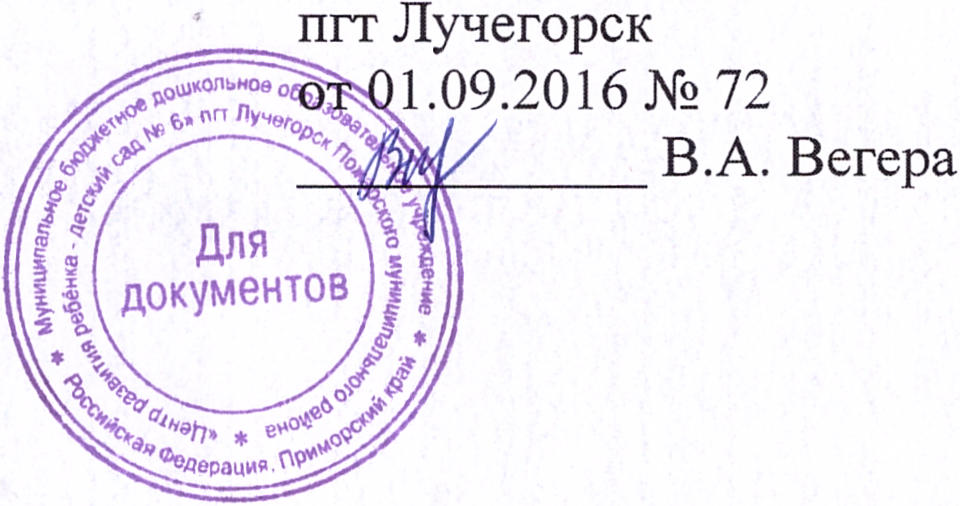 пгт Лучегорск
от 01.09.2016 № 72
В.А. Вегера
Муниципальное бюджетное дошкольное образовательное учреждение
* Российская Федерация. Приморский край *
«Центр развития ребёнка - детский сад № 6» пгт Лучегорск Пожарского муниципального района *
Для
документов